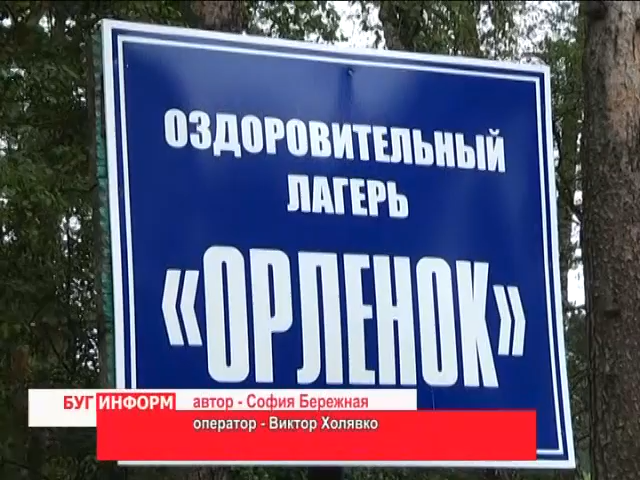 ОЗДОРОВИТЕЛЬНЫЙ
ЛАГЕРЬ
«ОРЛЕНОК»
БУГ ИНФОРМ автор - София Бережная
оператор - Виктор Холявко